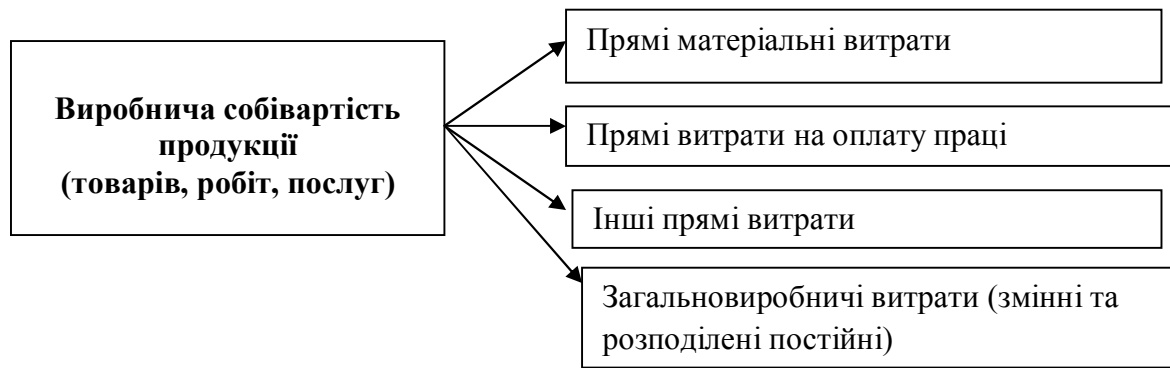 Виробнича собівартість
продукції
(товарів, робіт, послуг)
Прямі матеріальні витрати
Прямі витрати на оплату праці
Інші прямі витрати
Загальновиробничі витрати (змінні та
розподілені постійні)